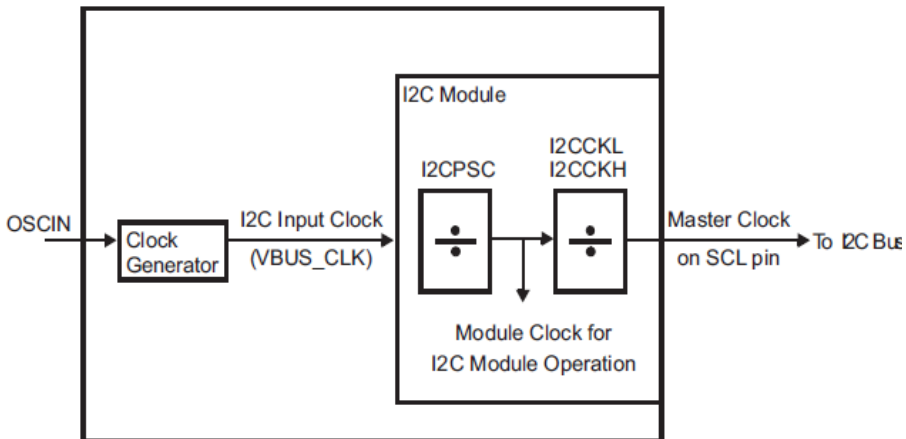 I2C Module
I2CCKL
I2CPSC
I2CCKH
OSCIN
I2C Input Clock
Master Clock
Clock
Generator
(VBUS_CLK)
on SCL pin
To I2C Bus
Module Clock for
I2C Module Operation